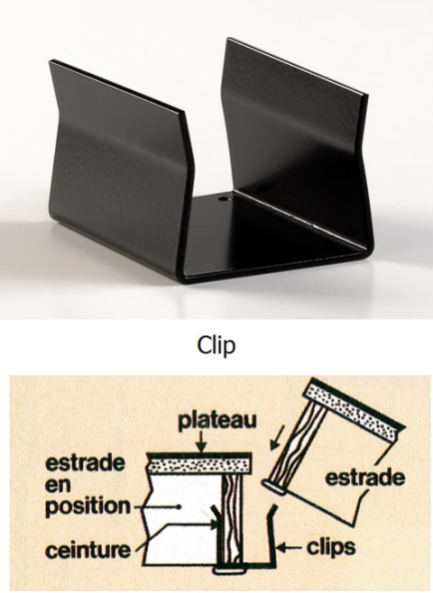 Clip
plateau
estrade
en
position
estrade
ceinture
clips